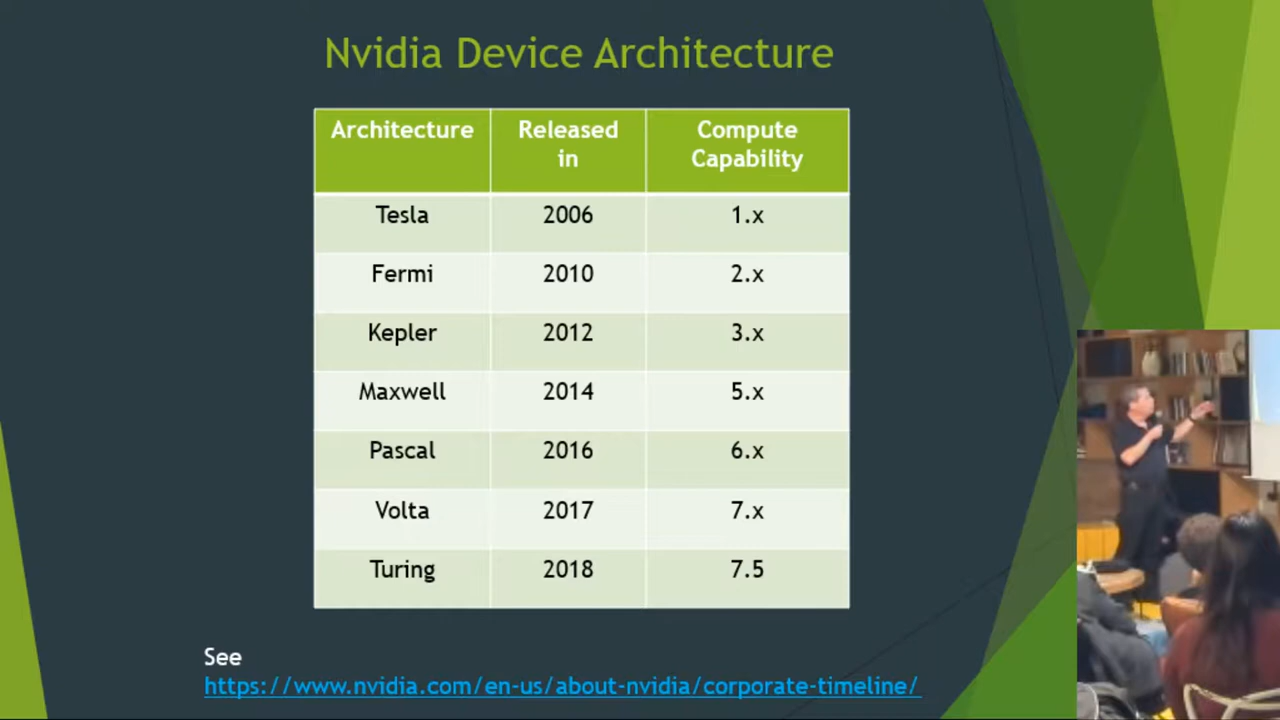 Nvidia Device Architecture
Architecture Released in Compute Capability
Tesla 2006 1.x
Fermi 2010 2.x
Kepler 2012 3.x
Maxwell 2014 5.x
Pascal 2016 6.x
Volta 2017 7.x
Turing 2018 7.5
See
https://www.nvidia.com/en-us/about-nvidia/corporate-timeline/